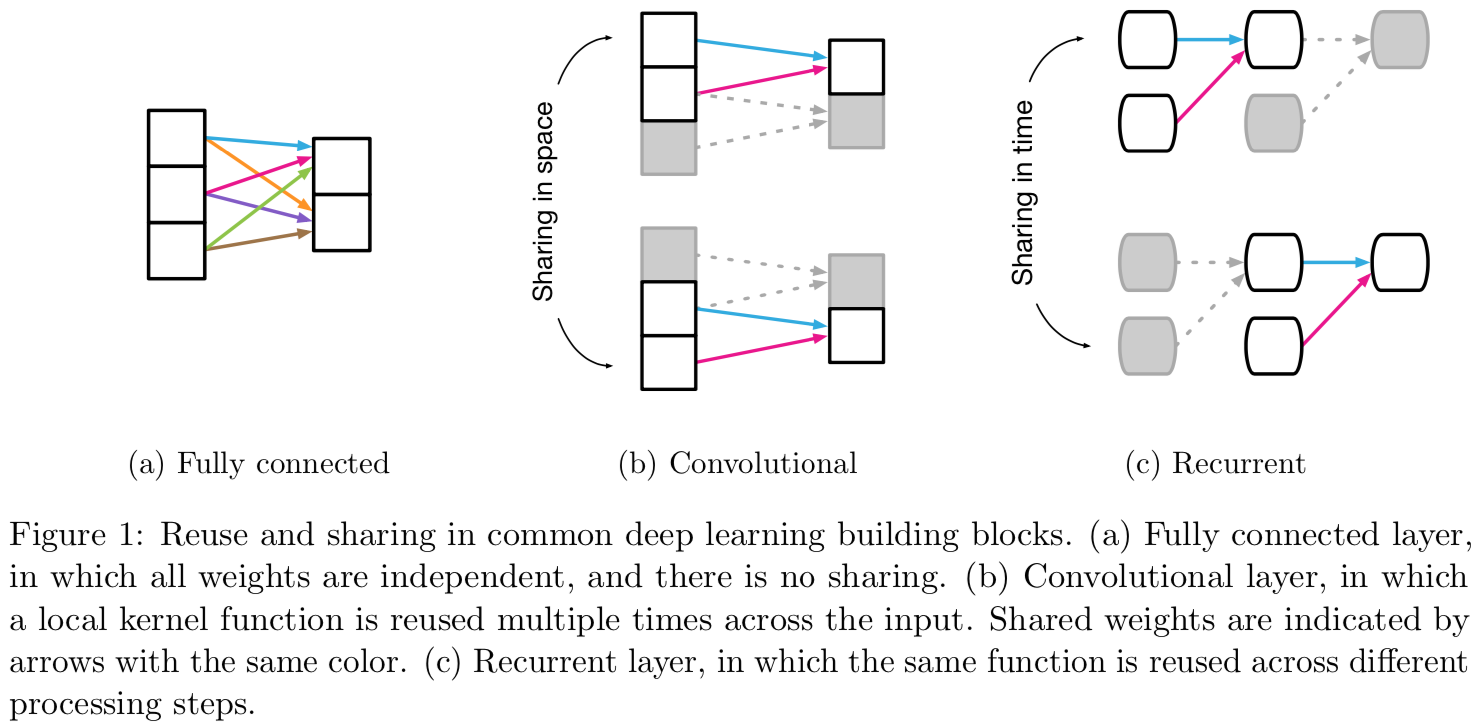 Sharing in space
Sharing in time
(a) Fully connected
(b) Convolutional
(c) Recurrent
Figure 1: Reuse and sharing in common deep learning building blocks. (a) Fully connected layer,
in which all weights are independent, and there is no sharing. (b) Convolutional layer, in which
a local kernel function is reused multiple times across the input. Shared weights are indicated by
arrows with the same color. (c) Recurrent layer, in which the same function is reused across different
processing steps.